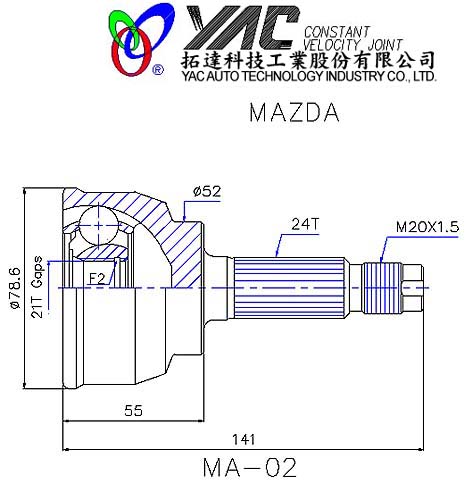 YAC CONSTANT
VELOCITY JOINT
拓達科技工業股份有限公司
®
YAC AUTO TECHNOLOGY INDUSTRY CO., LTD.
MAZDA
ø52
24T
M20X1.5
ø78.6
21T Gaps
F2
55
141
MA-02